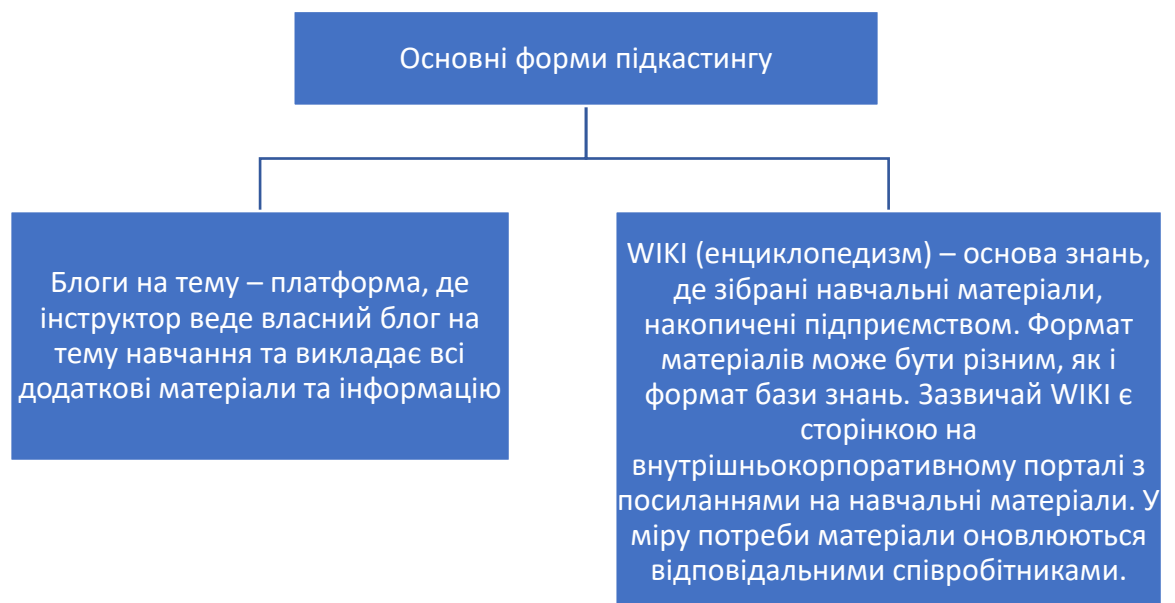 Основні форми підкастингу
Блоги на тему – платформа, де
інструктор веде власний блог на
тему навчання та викладає всі
додаткові матеріали та інформацію
WIKI (енциклопедизм) – основа знань,
де зібрані навчальні матеріали,
накопичені підприємством. Формат
матеріалів може бути різним, як і
формат бази знань. Зазвичай WIKI є
сторінкою на
внутрішньокорпоративному порталі з
посиланнями на навчальні матеріали. У
міру потреби матеріали оновлюються
відповідальними співробітниками.